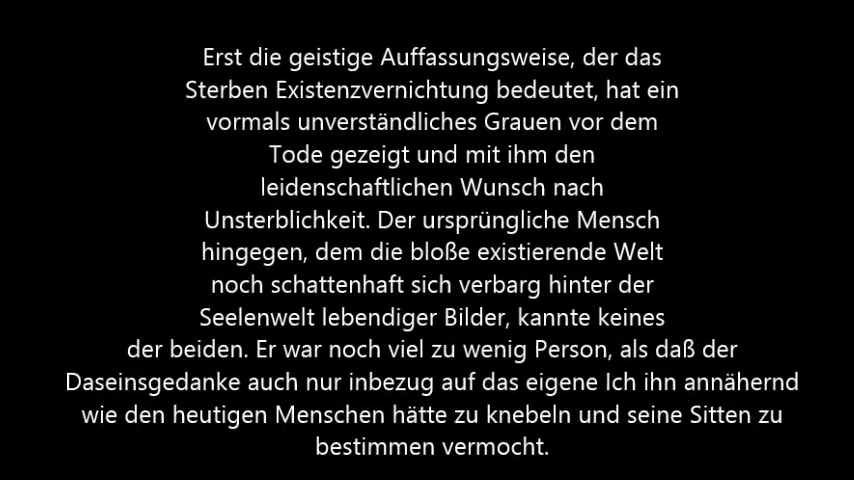 Erst die geistige Auffassungsweise, der das
Sterben Existenzvernichtung bedeutet, hat ein
vormals unverständliches Grauen vor dem
Tode gezeigt und mit ihm den
leidenschaftlichen Wunsch nach
Unsterblichkeit. Der ursprüngliche Mensch
hingegen, dem die bloße existierende Welt
noch schattenhaft sich verbarg hinter der
Seelenwelt lebendiger Bilder, kannte keines
der beiden. Er war noch viel zu wenig Person, als daß der
Daseinsgedanke auch nur inbezug auf das eigene Ich ihn annähernd
wie den heutigen Menschen hätte zu knebeln und seine Sitten zu
bestimmen vermocht.